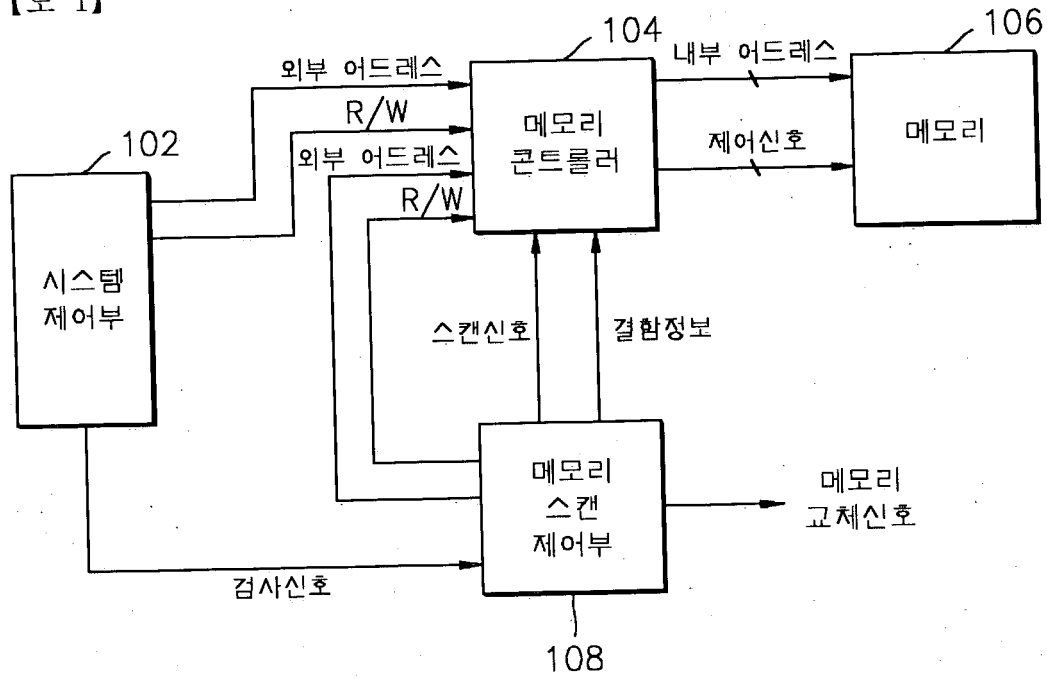 【도 1】
104
106
외부 어드레스
내부 어드레스
R/W
102
메모리
콘트롤러
메모리
외부 어드레스
제어신호
R/W
시스템
제어부
스캔신호
결함정보
메모리
스캔
제어부
메모리
교체신호
검사신호
108